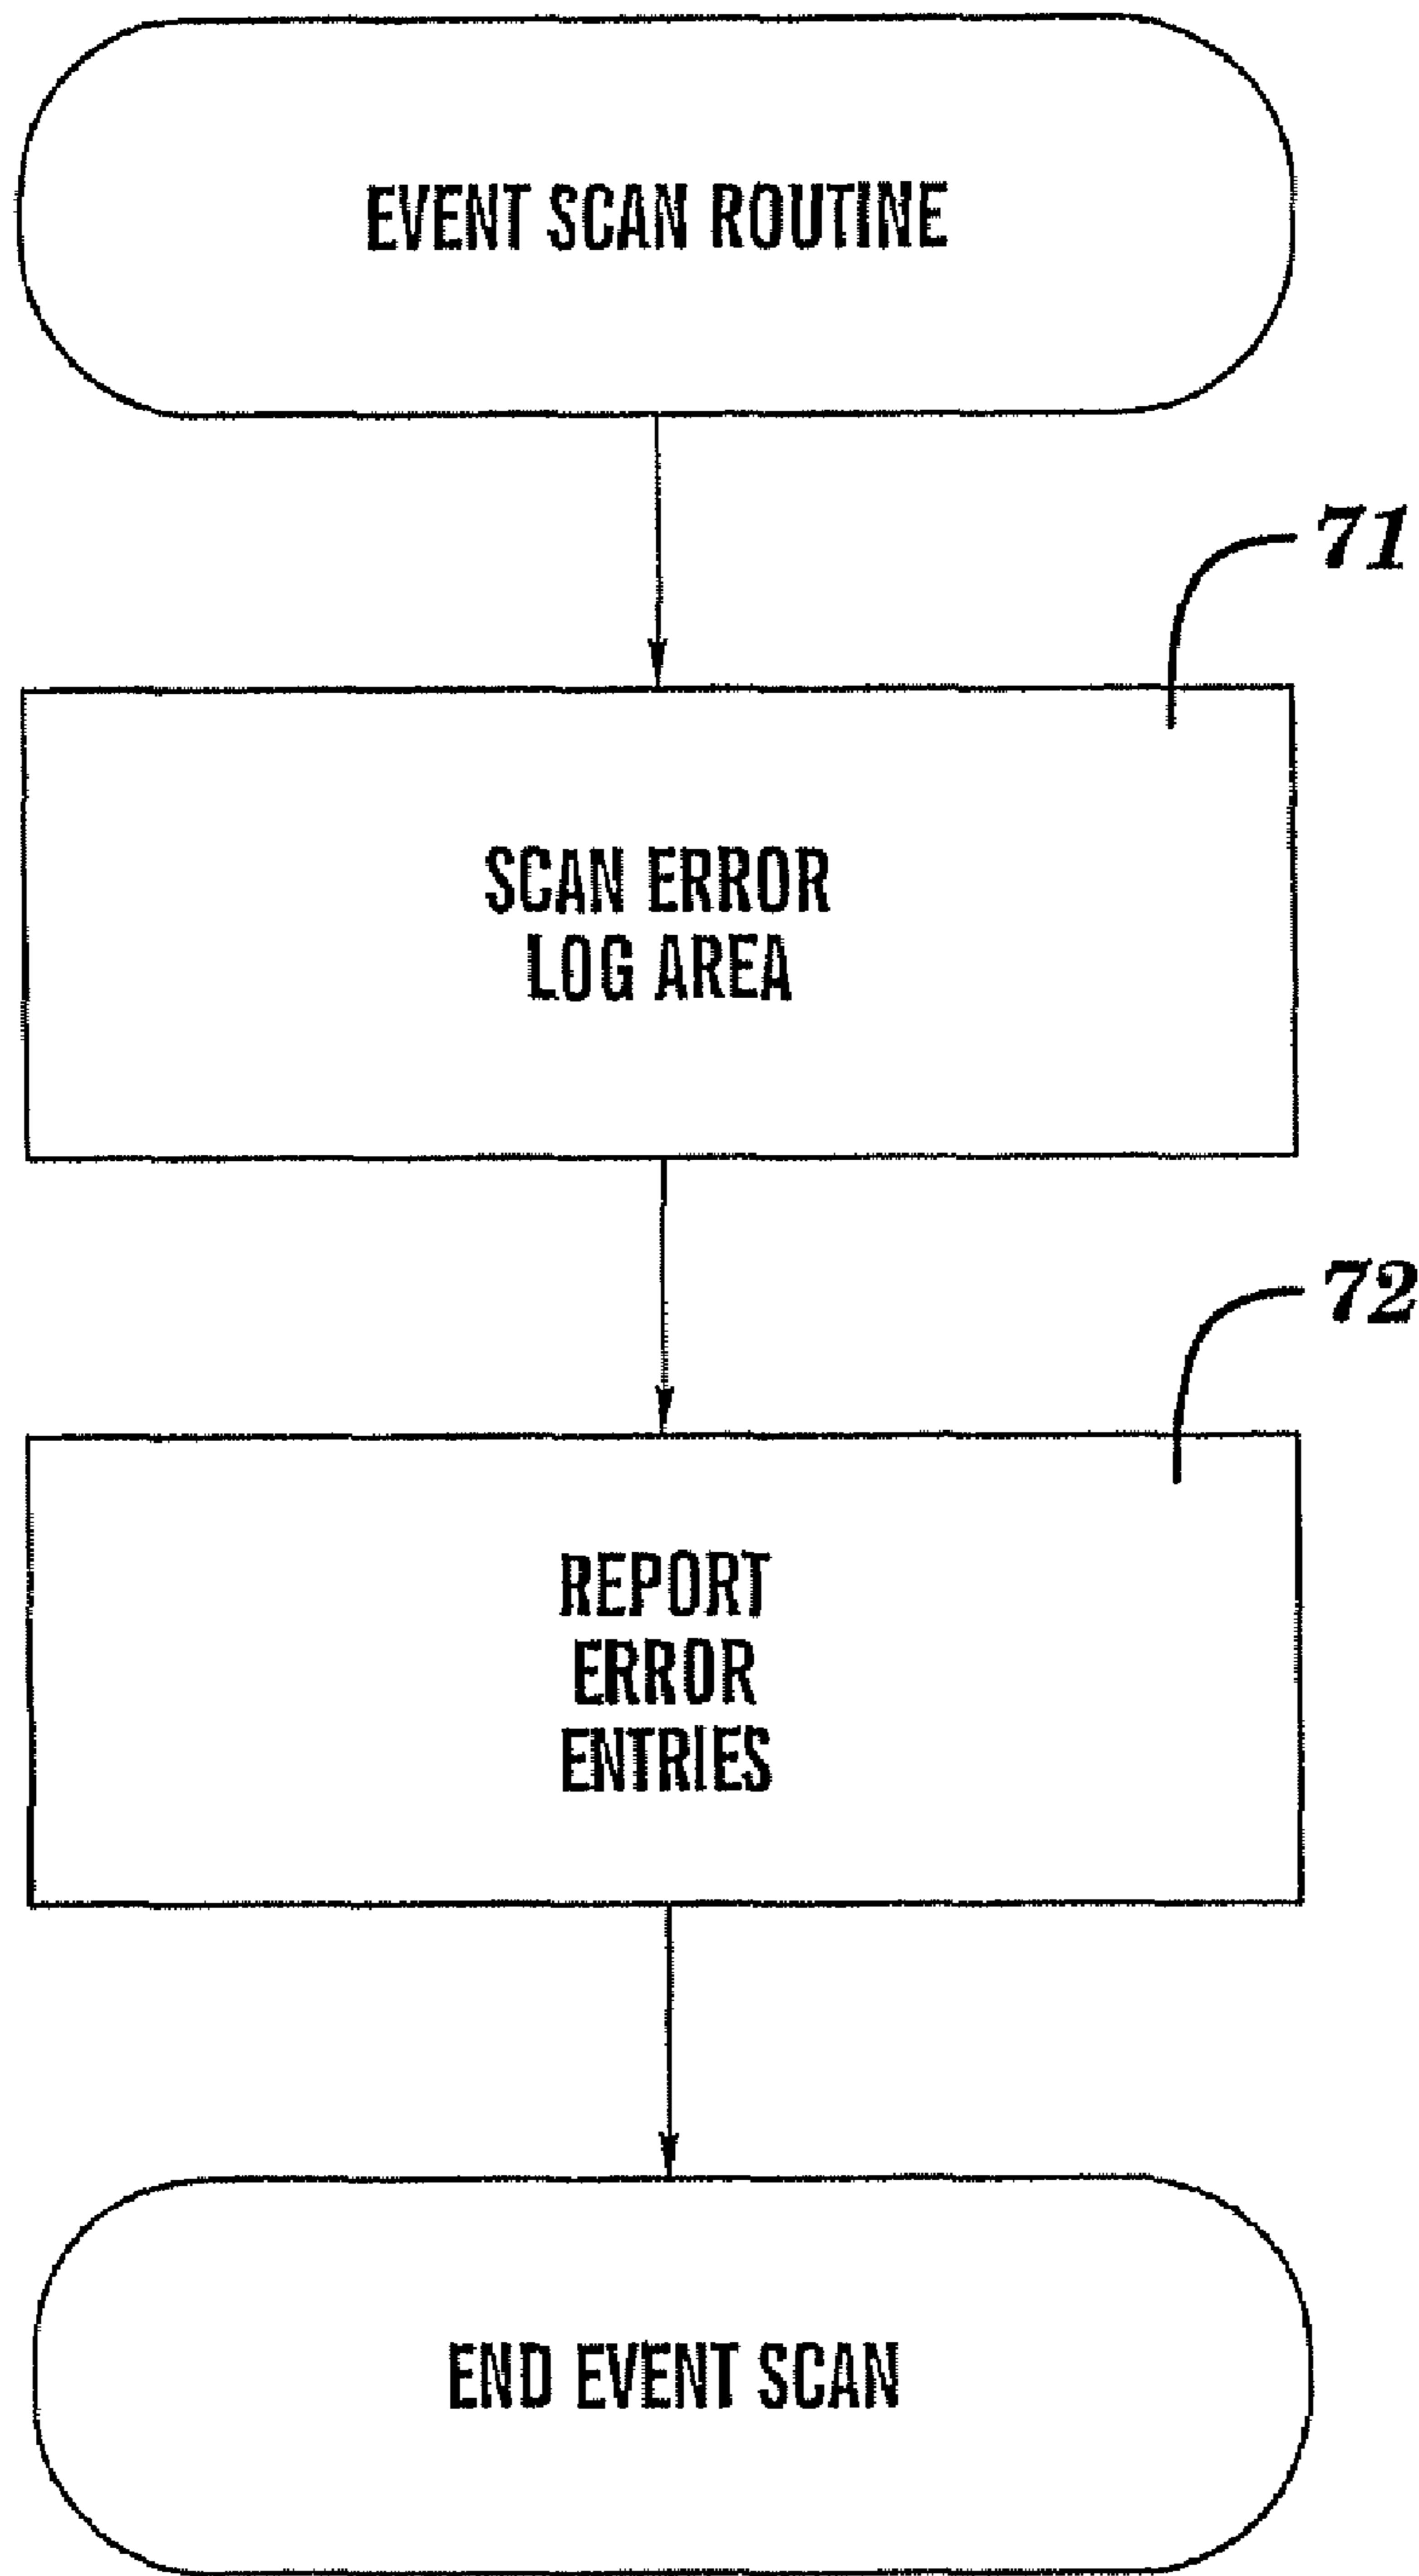 EVENT SCAN ROUTINE
71
SCAN ERROR
LOG AREA
72
REPORT
ERROR
ENTRIES
END EVENT SCAN